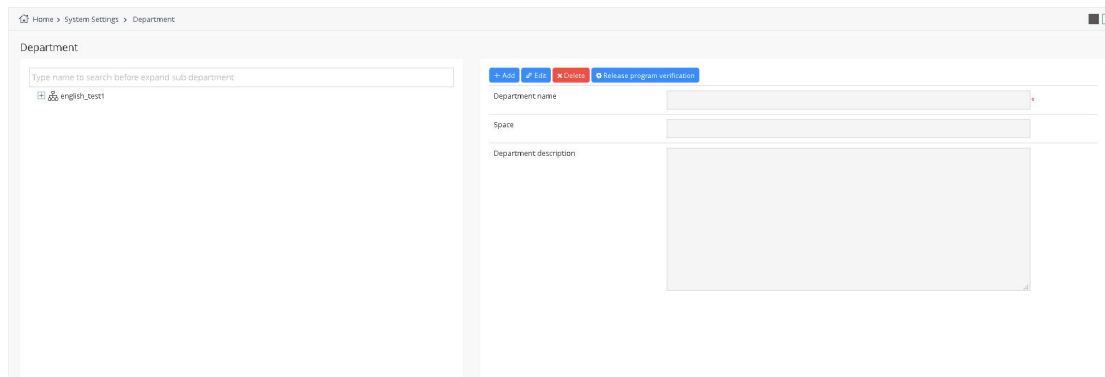 Home > System Settings > Department
Department
Type name to search before expand sub department
english_test1
+ Add Edit × Delete Release program verification
Department name *
Space
Department description